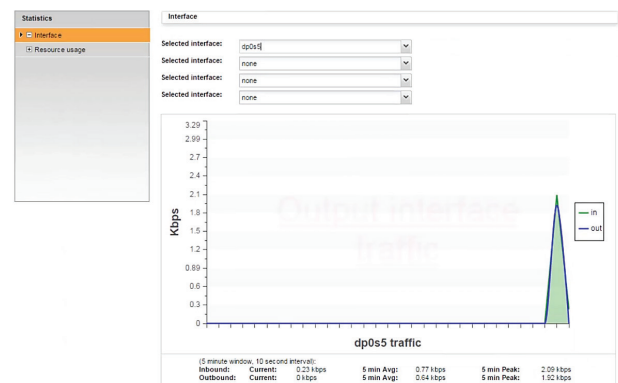 Statistics
Interface
Resource usage
Interface
Selected interface: dp0s5
Selected interface: none
Selected interface: none
Selected interface: none
3.29
2.99
2.7
2.4
2.1
1.8
1.5
1.2
0.89
0.6
0.3
0
Kbps
Output interface
traffic
in
out
dp0s5 traffic
(5 minute window, 10 second interval):
Inbound: Current: 0.23 kbps 5 min Avg: 0.77 kbps 5 min Peak: 2.09 kbps
Outbound: Current: 0 kbps 5 min Avg: 0.64 kbps 5 min Peak: 1.92 kbps